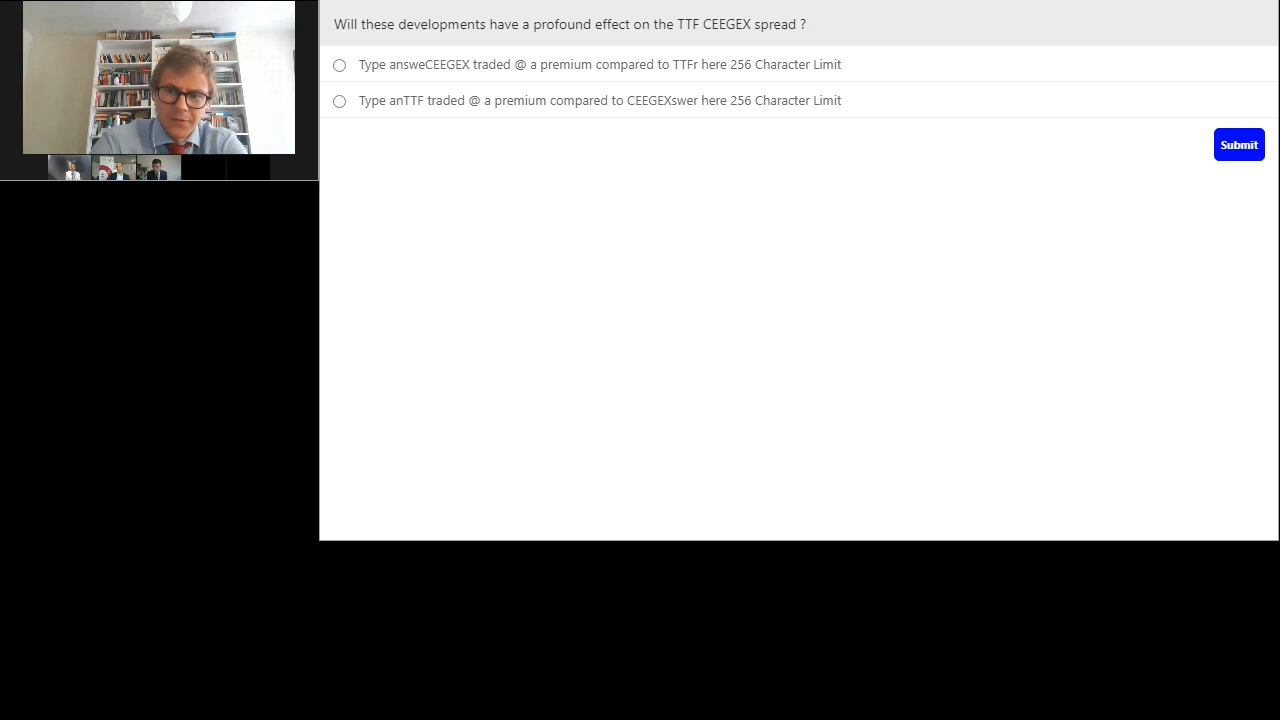 Will these developments have a profound effect on the TTF CEEGEX spread ?
Type answeCEEGEX traded @ a premium compared to TTFr here 256 Character Limit
Type anTTF traded @ a premium compared to CEEGEXswer here 256 Character Limit
Submit